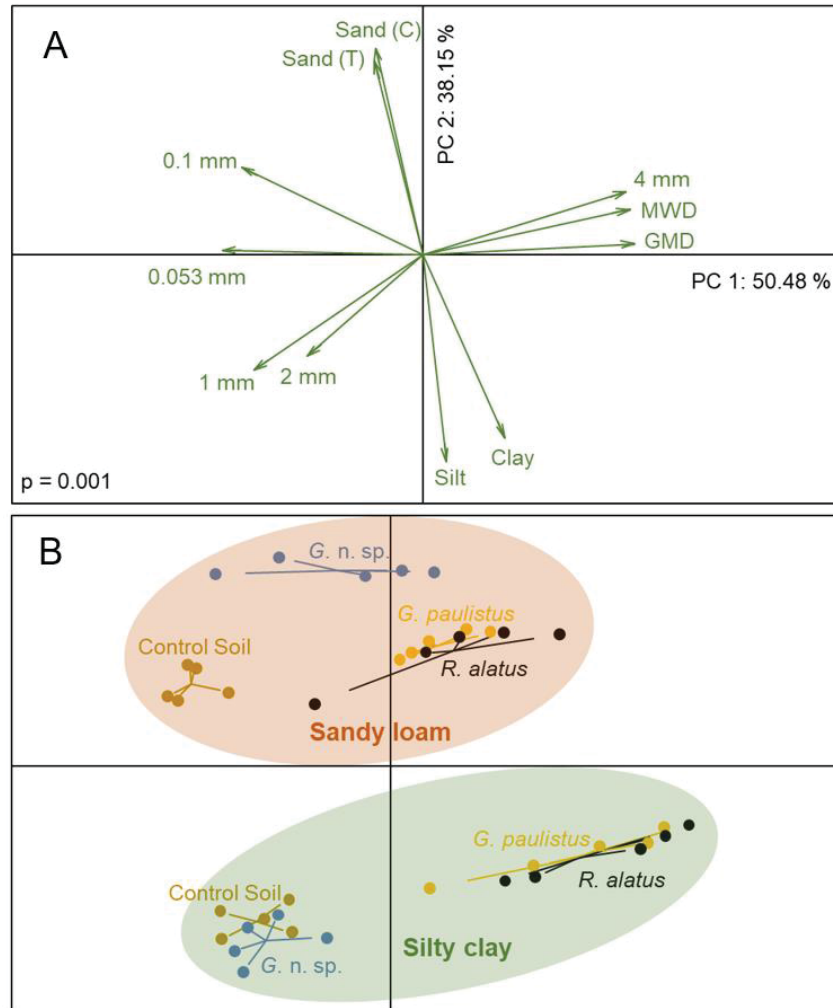 A
Sand (C)
Sand (T)
PC 2: 38.15 %
0.1 mm
4 mm
MWD
GMD
0.053 mm
PC 1: 50.48 %
1 mm
2 mm
Clay
Silt
p = 0.001
B
G. n. sp.
G. paulistus
Control Soil
R. alatus
Sandy loam
G. paulistus
R. alatus
Control Soil
Silty clay
G. n. sp.